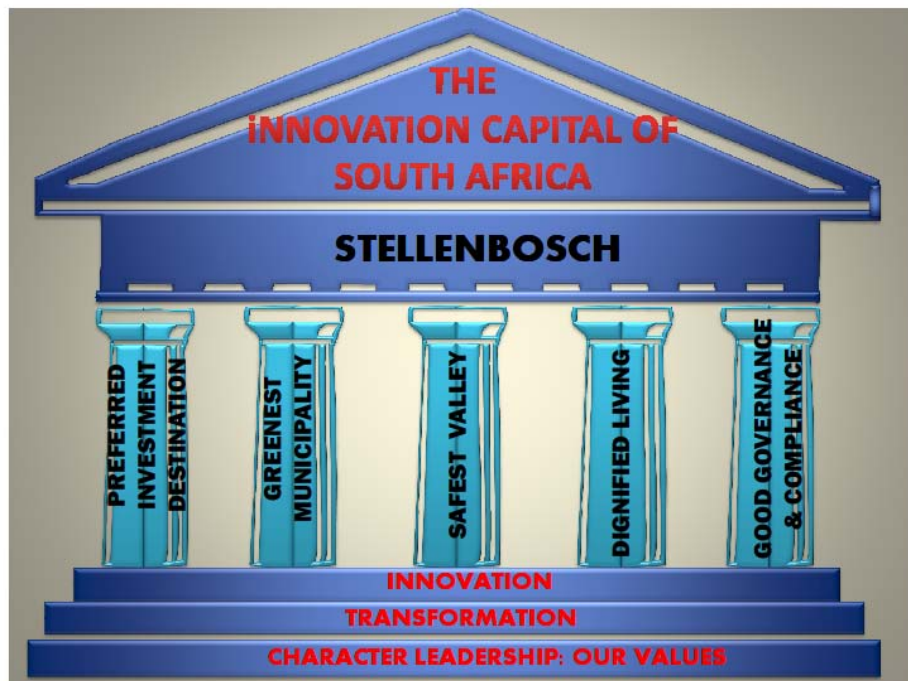 THE
iNNOVATION CAPITAL OF
SOUTH AFRICA
STELLENBOSCH
PREFERRED
INVESTMENT
DESTINATION
GREENEST
MUNICIPALITY
SAFEST VALLEY
DIGNIFIED LIVING
GOOD GOVERNANCE
& COMPLIANCE
INNOVATION
TRANSFORMATION
CHARACTER LEADERSHIP: OUR VALUES